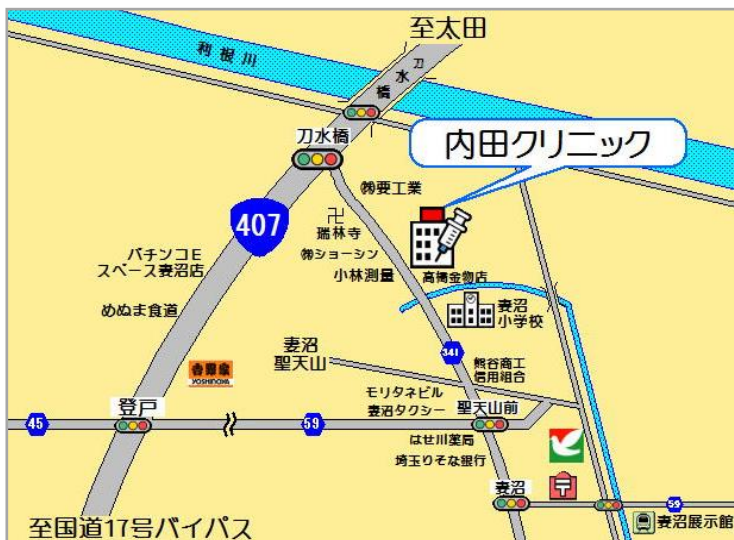 至太田
利根川
刀水橋
刀水橋
内田クリニック
㈱要工業
卍
瑞林寺
㈱ショーシン
小林測量
高橋金物店
407
パチンコE
スペース妻沼店
めぬま食道
妻沼
小学校
妻沼
聖天山
341
熊谷商工
信用組合
吉野家
YOSHINOYA
モリタネビル
妻沼タクシー
聖天山前
登戸
45
59
はせ川薬局
埼玉りそな銀行
妻沼
〒
59
妻沼展示館
至国道17号バイパス